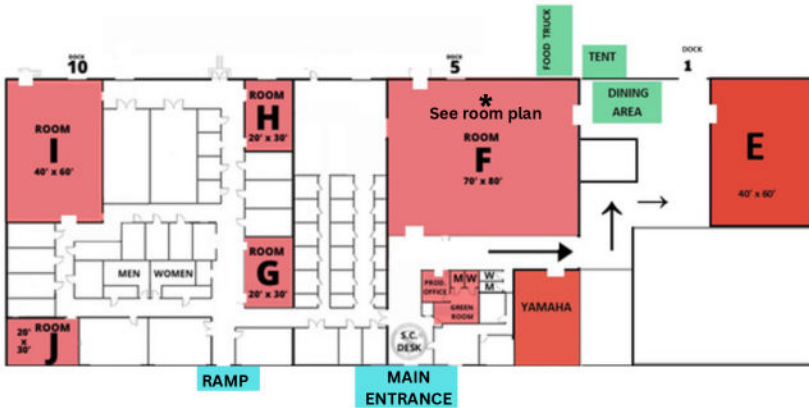 FOOD TRUCK
DOCK
10
DOCK
5
TENT
DOCK
1
DINING
AREA
ROOM
I
40' x 60'
ROOM
H
20' x 30'
*
See room plan
ROOM
F
70' x 80'
E
40' x 60'
MEN
WOMEN
ROOM
G
20' x 30'
PROD.
OFFICE
M W
W
M
GREEN
ROOM
YAMAHA
20'
x
30'
ROOM
J
S.C.
DESK
RAMP
MAIN
ENTRANCE